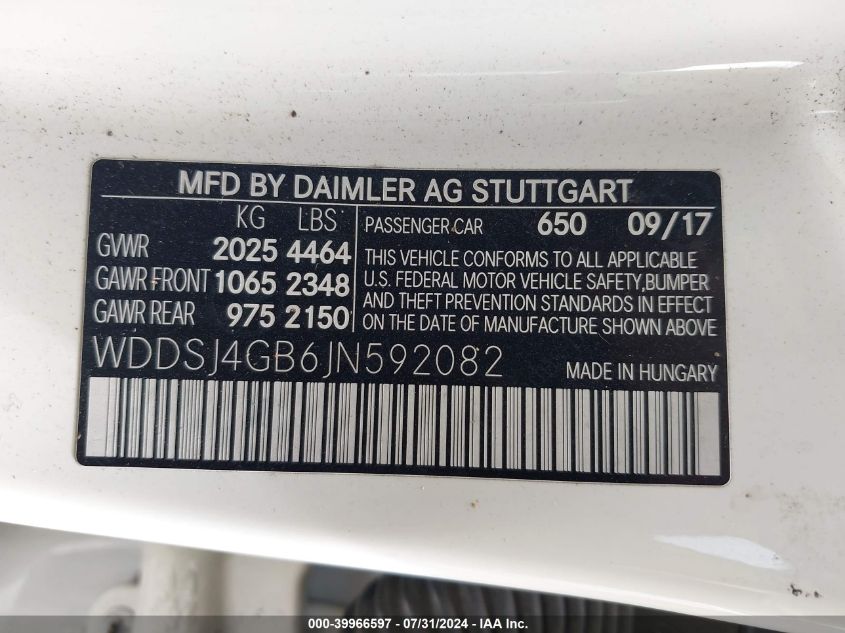 MFD BY DAIMLER AG STUTTGART
KG LBS
GVWR 2025 4464
GAWR FRONT 1065 2348
GAWR REAR 975 2150
PASSENGER CAR 650 09/17
THIS VEHICLE CONFORMS TO ALL APPLICABLE
U.S. FEDERAL MOTOR VEHICLE SAFETY,BUMPER
AND THEFT PREVENTION STANDARDS IN EFFECT
ON THE DATE OF MANUFACTURE SHOWN ABOVE
WDDSJ4GB6JN592082
MADE IN HUNGARY
000-39966597 - 07/31/2024 - IAA Inc.